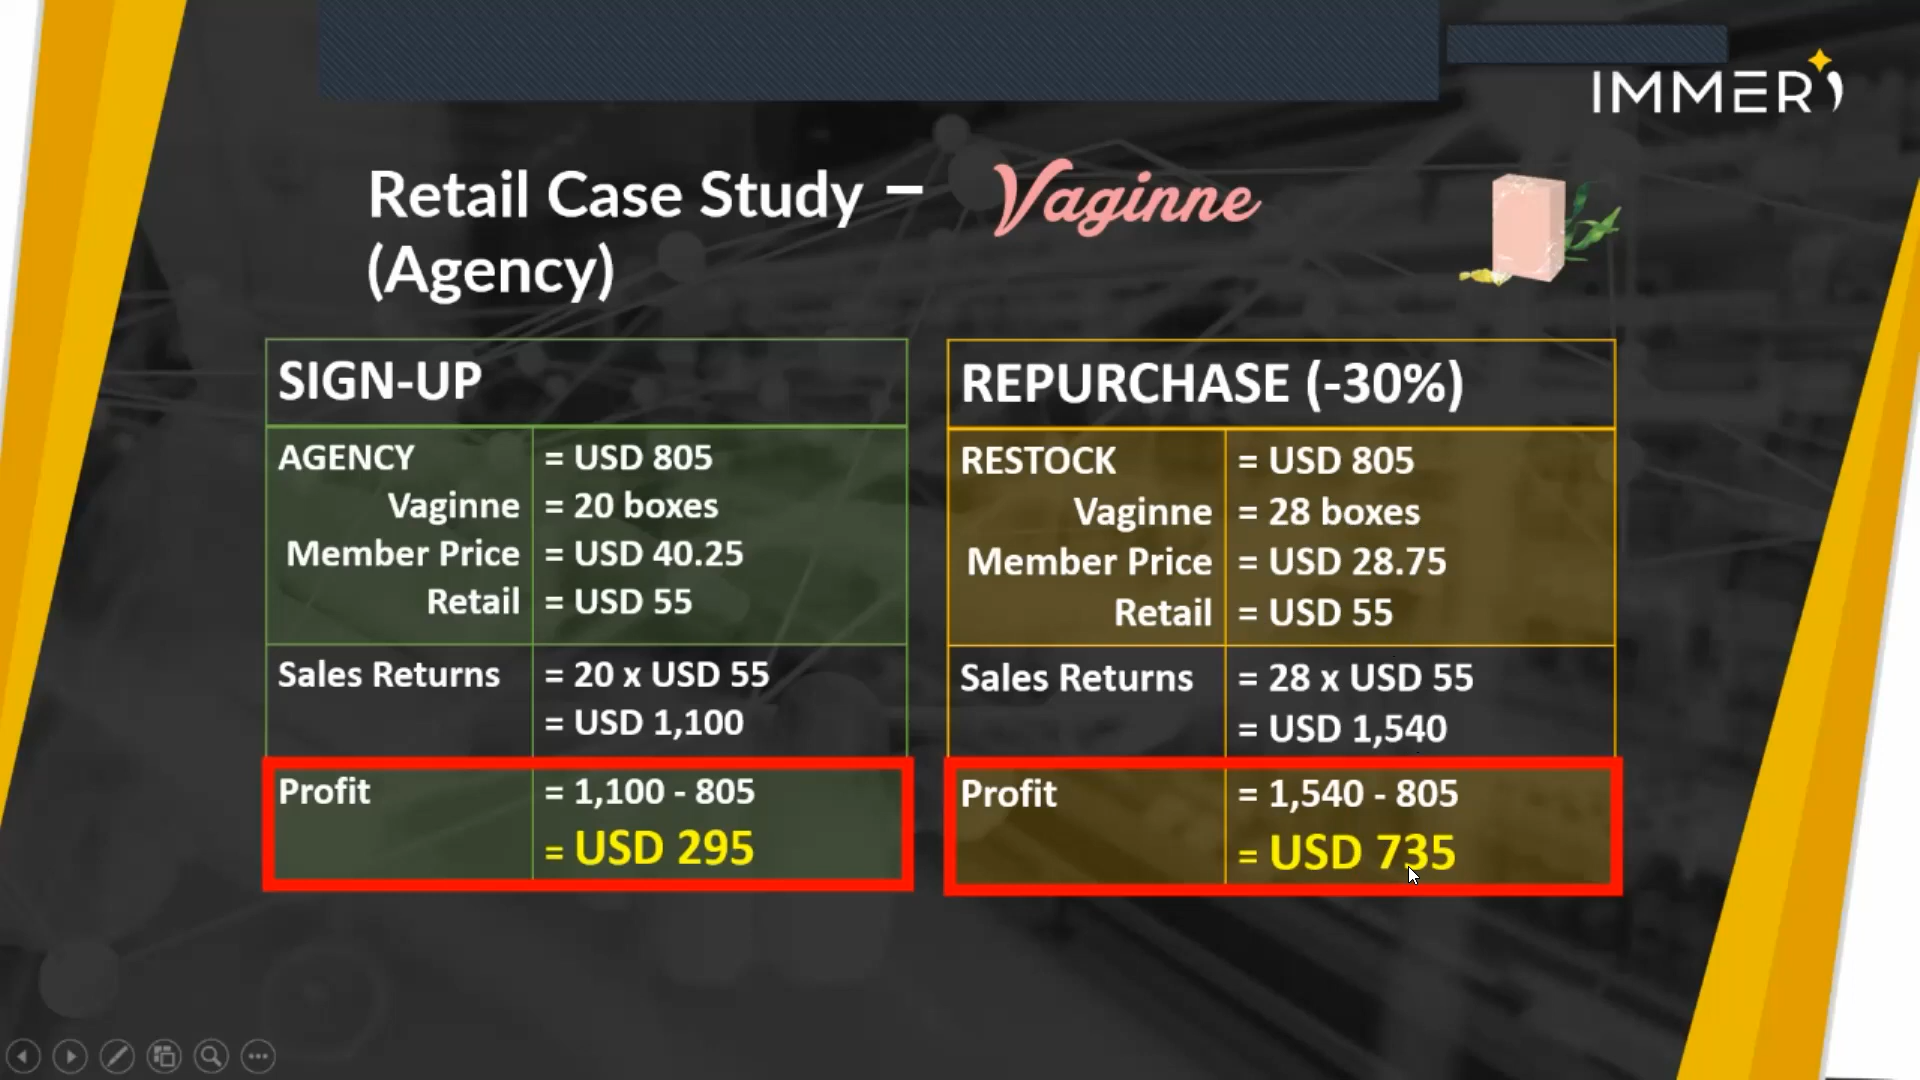 IMMERI
Retail Case Study – Vaginne
(Agency)
SIGN-UP
AGENCY = USD 805
Vaginne = 20 boxes
Member Price = USD 40.25
Retail = USD 55
Sales Returns = 20 x USD 55
= USD 1,100
Profit = 1,100 - 805
= USD 295
REPURCHASE (-30%)
RESTOCK = USD 805
Vaginne = 28 boxes
Member Price = USD 28.75
Retail = USD 55
Sales Returns = 28 x USD 55
= USD 1,540
Profit = 1,540 - 805
= USD 735